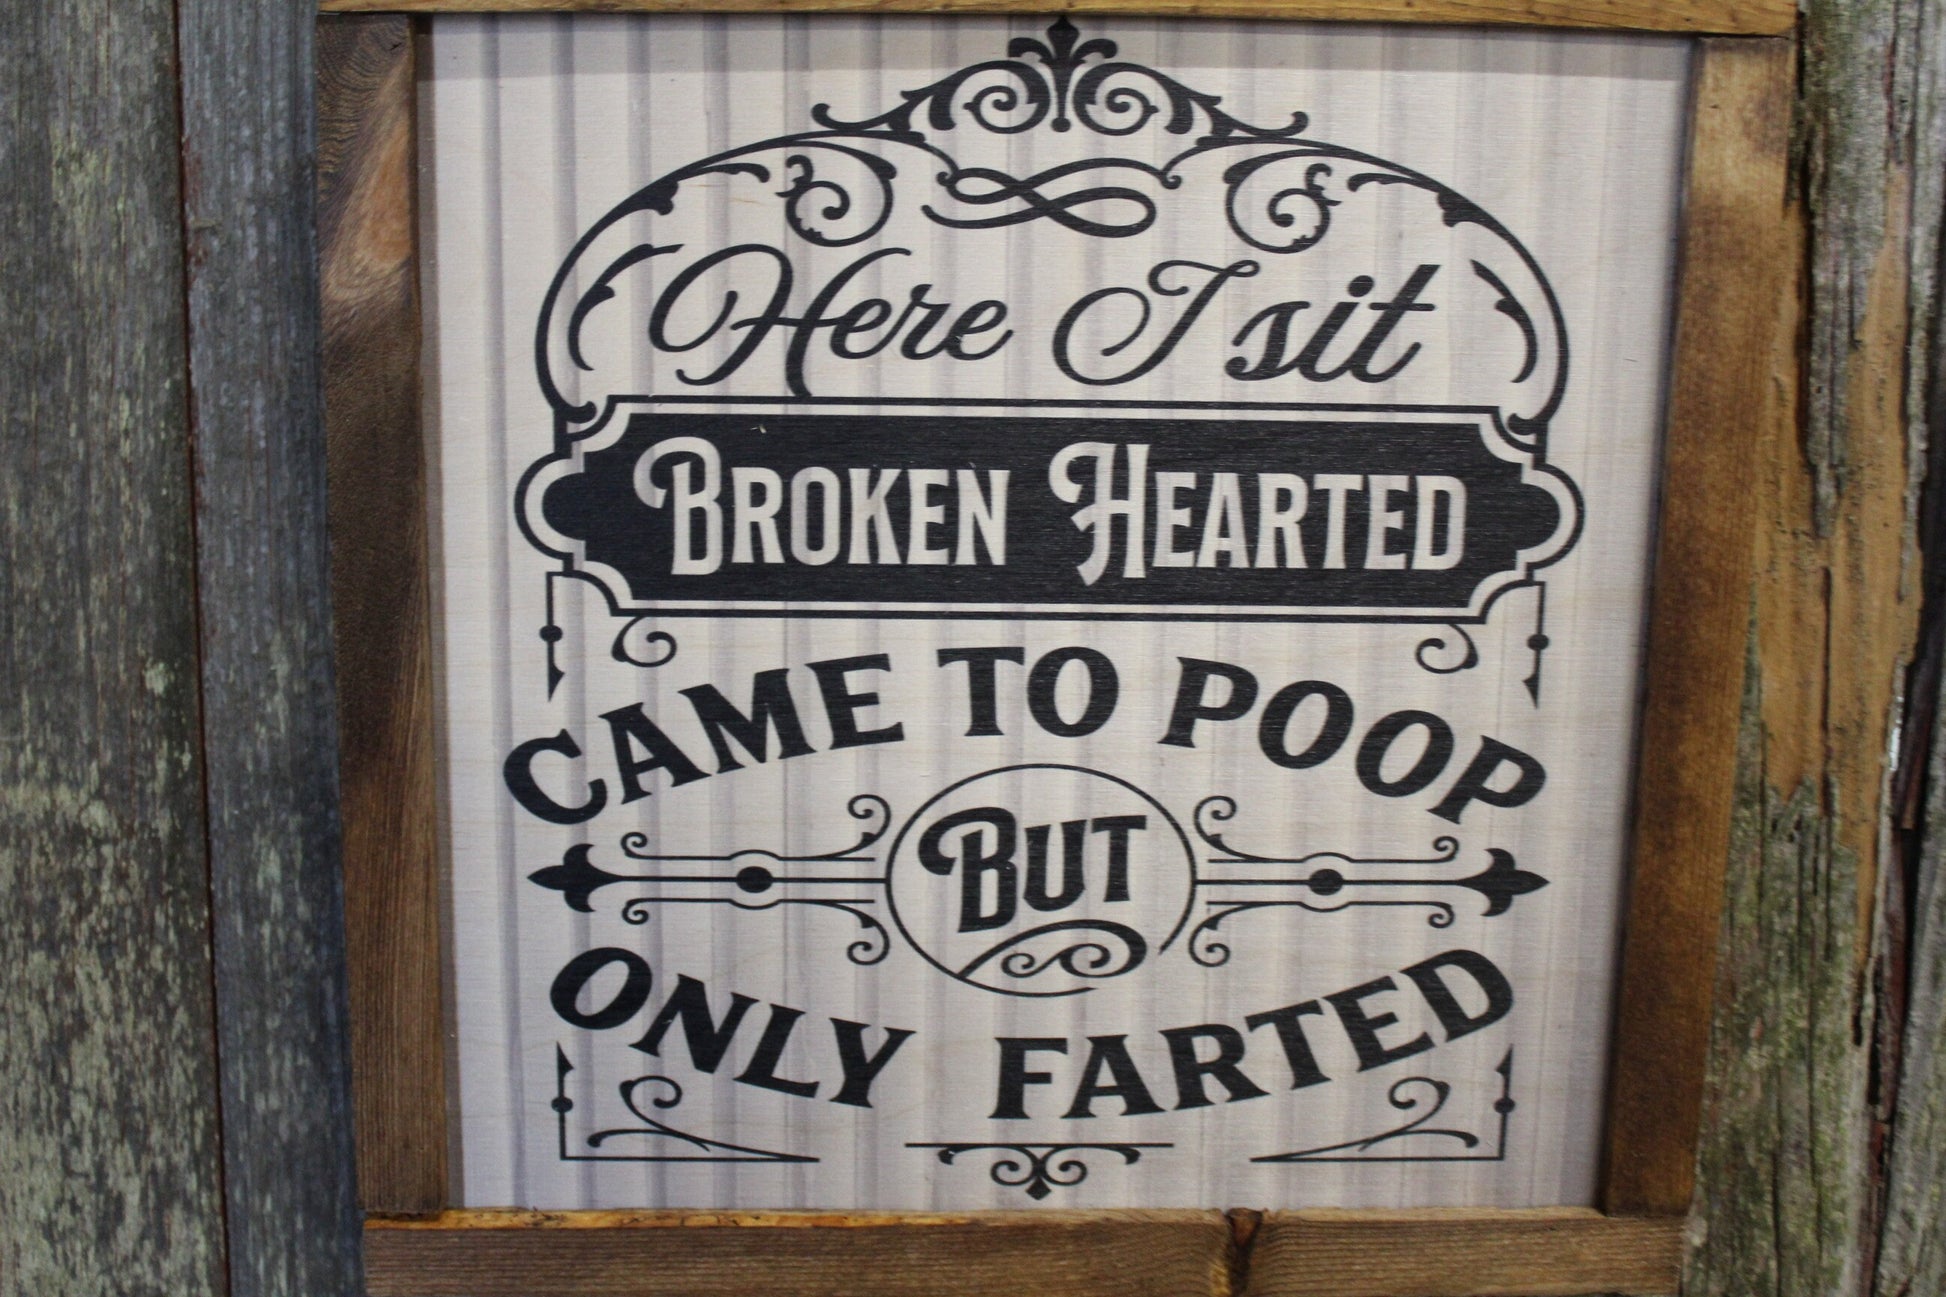 Here I sit
BROKEN HEARTED
CAME TO POOP
BUT
ONLY FARTED